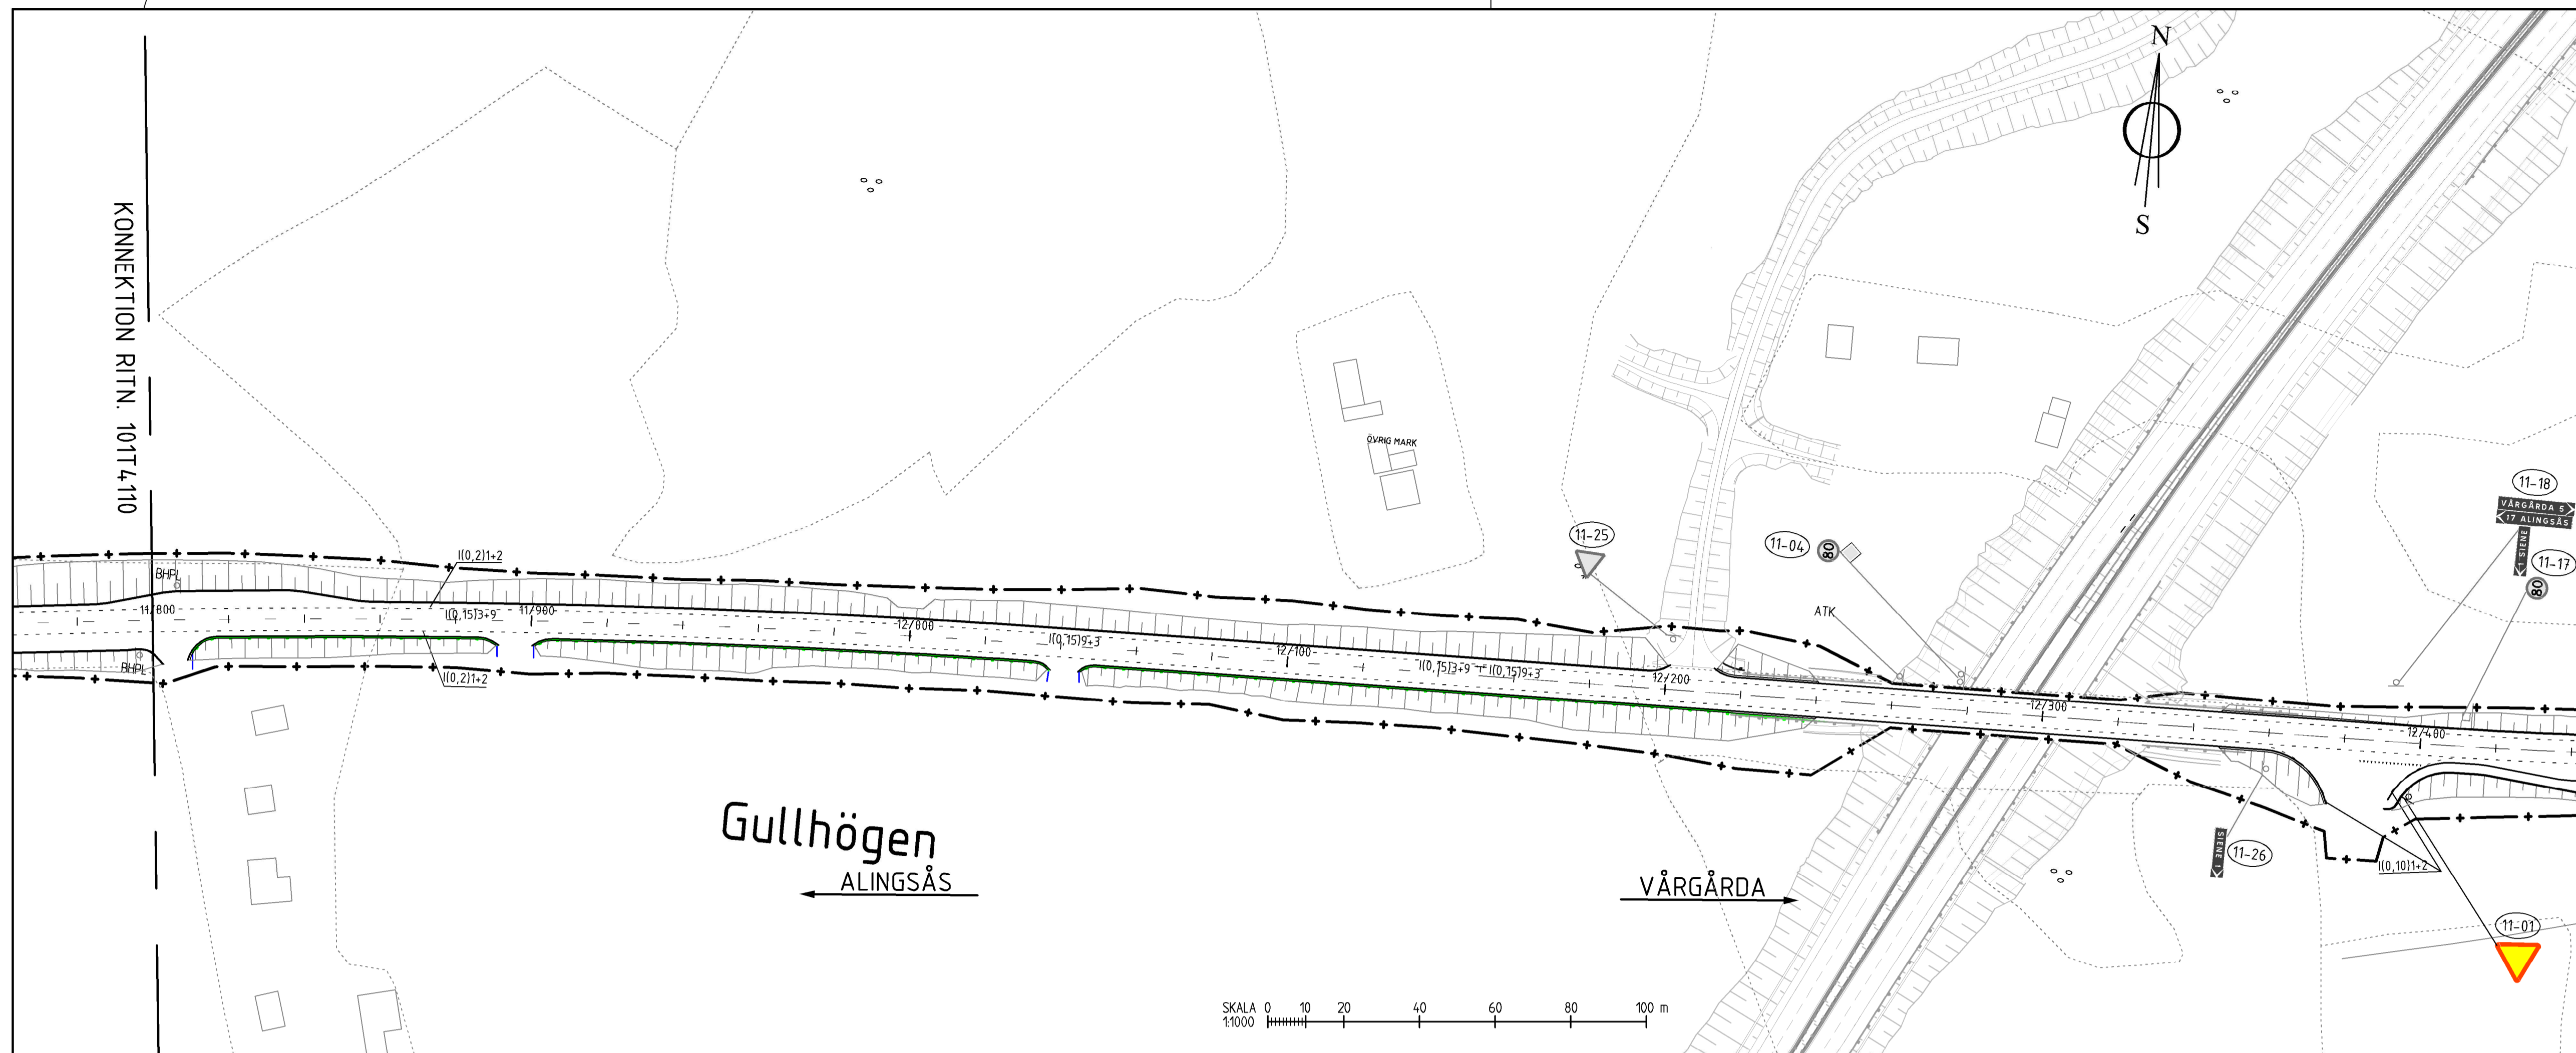 N
S
KONNEKTION RITN. 101T4110
ÖVRIG MARK
11-18
VÅRGÅRDA 5
17 ALINGSÅS
1 SIENE
11-17
80
11-25
11-04
80
ATK
BHPL
I(0,2)1+2
11/800
I(0,15)3+9
11/900
12/000
I(0,15)9+3
12/100
I(0,15)3+9
I(0,15)9+3
12/200
12/300
12/400
BHPL
I(0,2)1+2
Gullhögen
ALINGSÅS
VÅRGÅRDA
SIENE 1
11-26
I(0,10)1+2
11-01
SKALA
1:1000
0 10 20 40 60 80 100 m